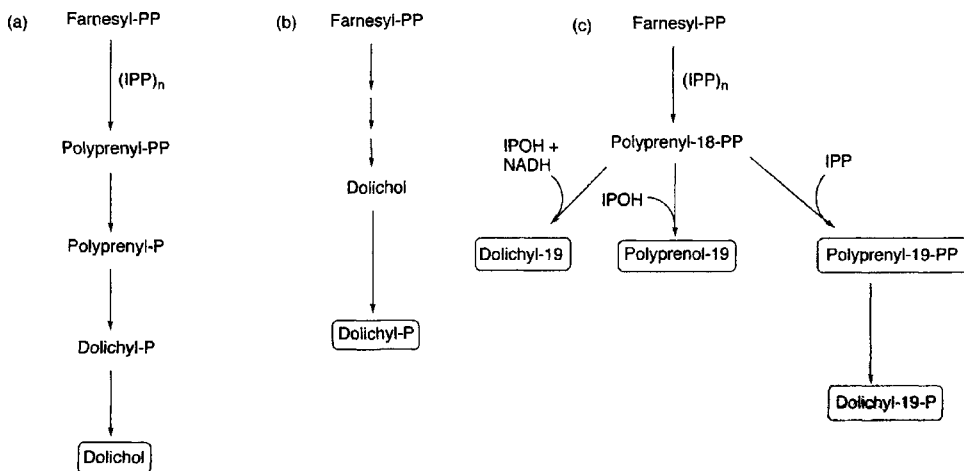 (a)
Farnesyl-PP
(IPP)n
Polyprenyl-PP
Polyprenyl-P
Dolichyl-P
Dolichol
(b)
Farnesyl-PP
Dolichol
Dolichyl-P
(c)
Farnesyl-PP
(IPP)n
Polyprenyl-18-PP
IPOH +
NADH
IPOH
IPP
Dolichyl-19
Polyprenol-19
Polyprenyl-19-PP
Dolichyl-19-P